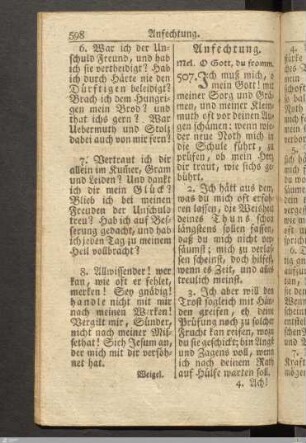 598 Anfechtung.
6. War ich der Un-
schuld Freund, und hab
ich sie vertheidigt? Hab
ich durch Härte nie den
Dürftigen beleidigt?
Brach ich dem Hungri-
gen mein Brod? und
that ichs gern? War
Uebermuth und Stolz
dabei auch von mir fern?
7. Vertraut ich dir
allein im Kummer, Gram
und Leiden? Und dankt
ich dir mein Glück?
Blieb ich bei meinen
Freuden der Unschuld
treu? Hab ich auf Bes-
serung gedacht, und hab
ich jeden Tag zu meinem
Heil vollbracht?
8. Allwissender! wer
kan, wie oft er fehlet,
merken! Sey gnädig!
handle nicht mit mir
nach meinen Werken!
Vergilt mir, Sünder,
nicht nach meiner Mis-
sethat! Sieh Jesum an,
der mich mit dir versöh-
net hat.
Weigel.
Anfechtung.
Mel. O Gott, du fromm.
507. Ich muß mich, o
mein Gott! mit
meiner Sorg und Grä-
men, und meiner Klein-
muth oft vor deinen Au-
gen schämen; wenn wie-
der neue Noth mich in
die Schule führt, zu
prüfen, ob mein Herz
dir traut, wie sichs ge-
bührt.
2. Ich hätt aus dem,
was du mich oft erfah-
ren lassen, die Weisheit
deines Thuns schon
längstens sollen fassen,
daß du mich nicht ver-
säumst; mich zu verlas-
sen scheinst, doch hilfst,
wenn es Zeit, und aufs
treulich meinst.
3. Ich aber will den
Trost sogleich mit Hän-
den greifen, eh deine
Prüfung noch zu solcher
Frucht kan reifen, wozu
du sie geschickt; bin Angst
und Zagens voll, wenn
ich nach deinem Rath
auf Hülfe warten soll.
4. Ach!